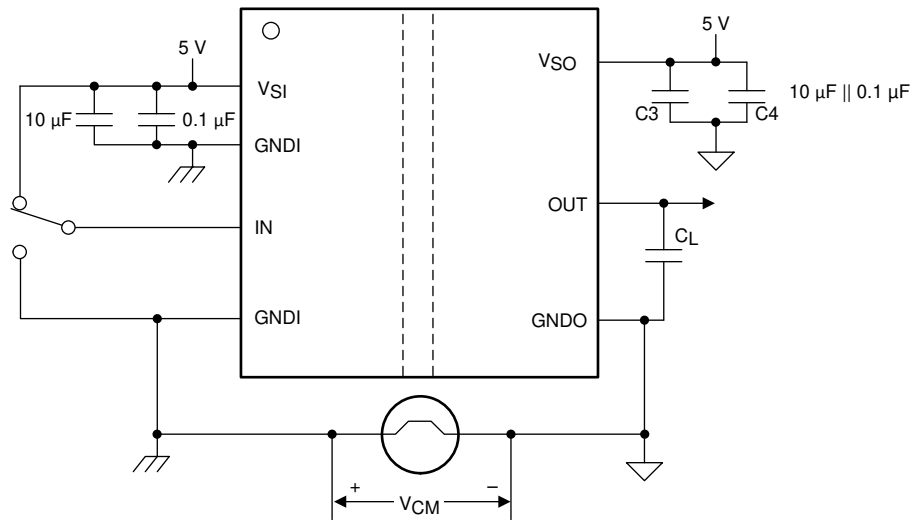 5 V
VSI
10 µF
0.1 µF
GNDI
IN
GNDI
VSO
5 V
C3
C4
10 µF || 0.1 µF
OUT
CL
GNDO
+
VCM
–